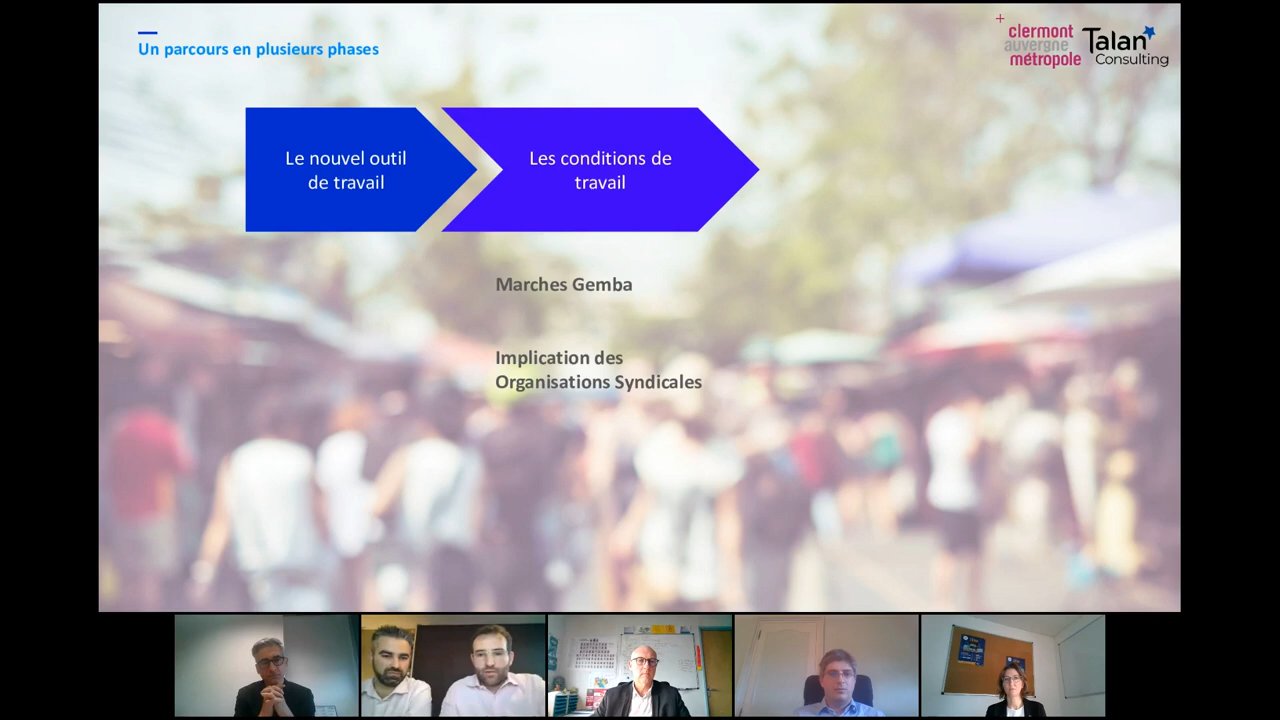 Un parcours en plusieurs phases
clermont
auvergne
métropole
Talan
Consulting
Le nouvel outil
de travail
Les conditions de
travail
Marches Gemba
Implication des
Organisations Syndicales